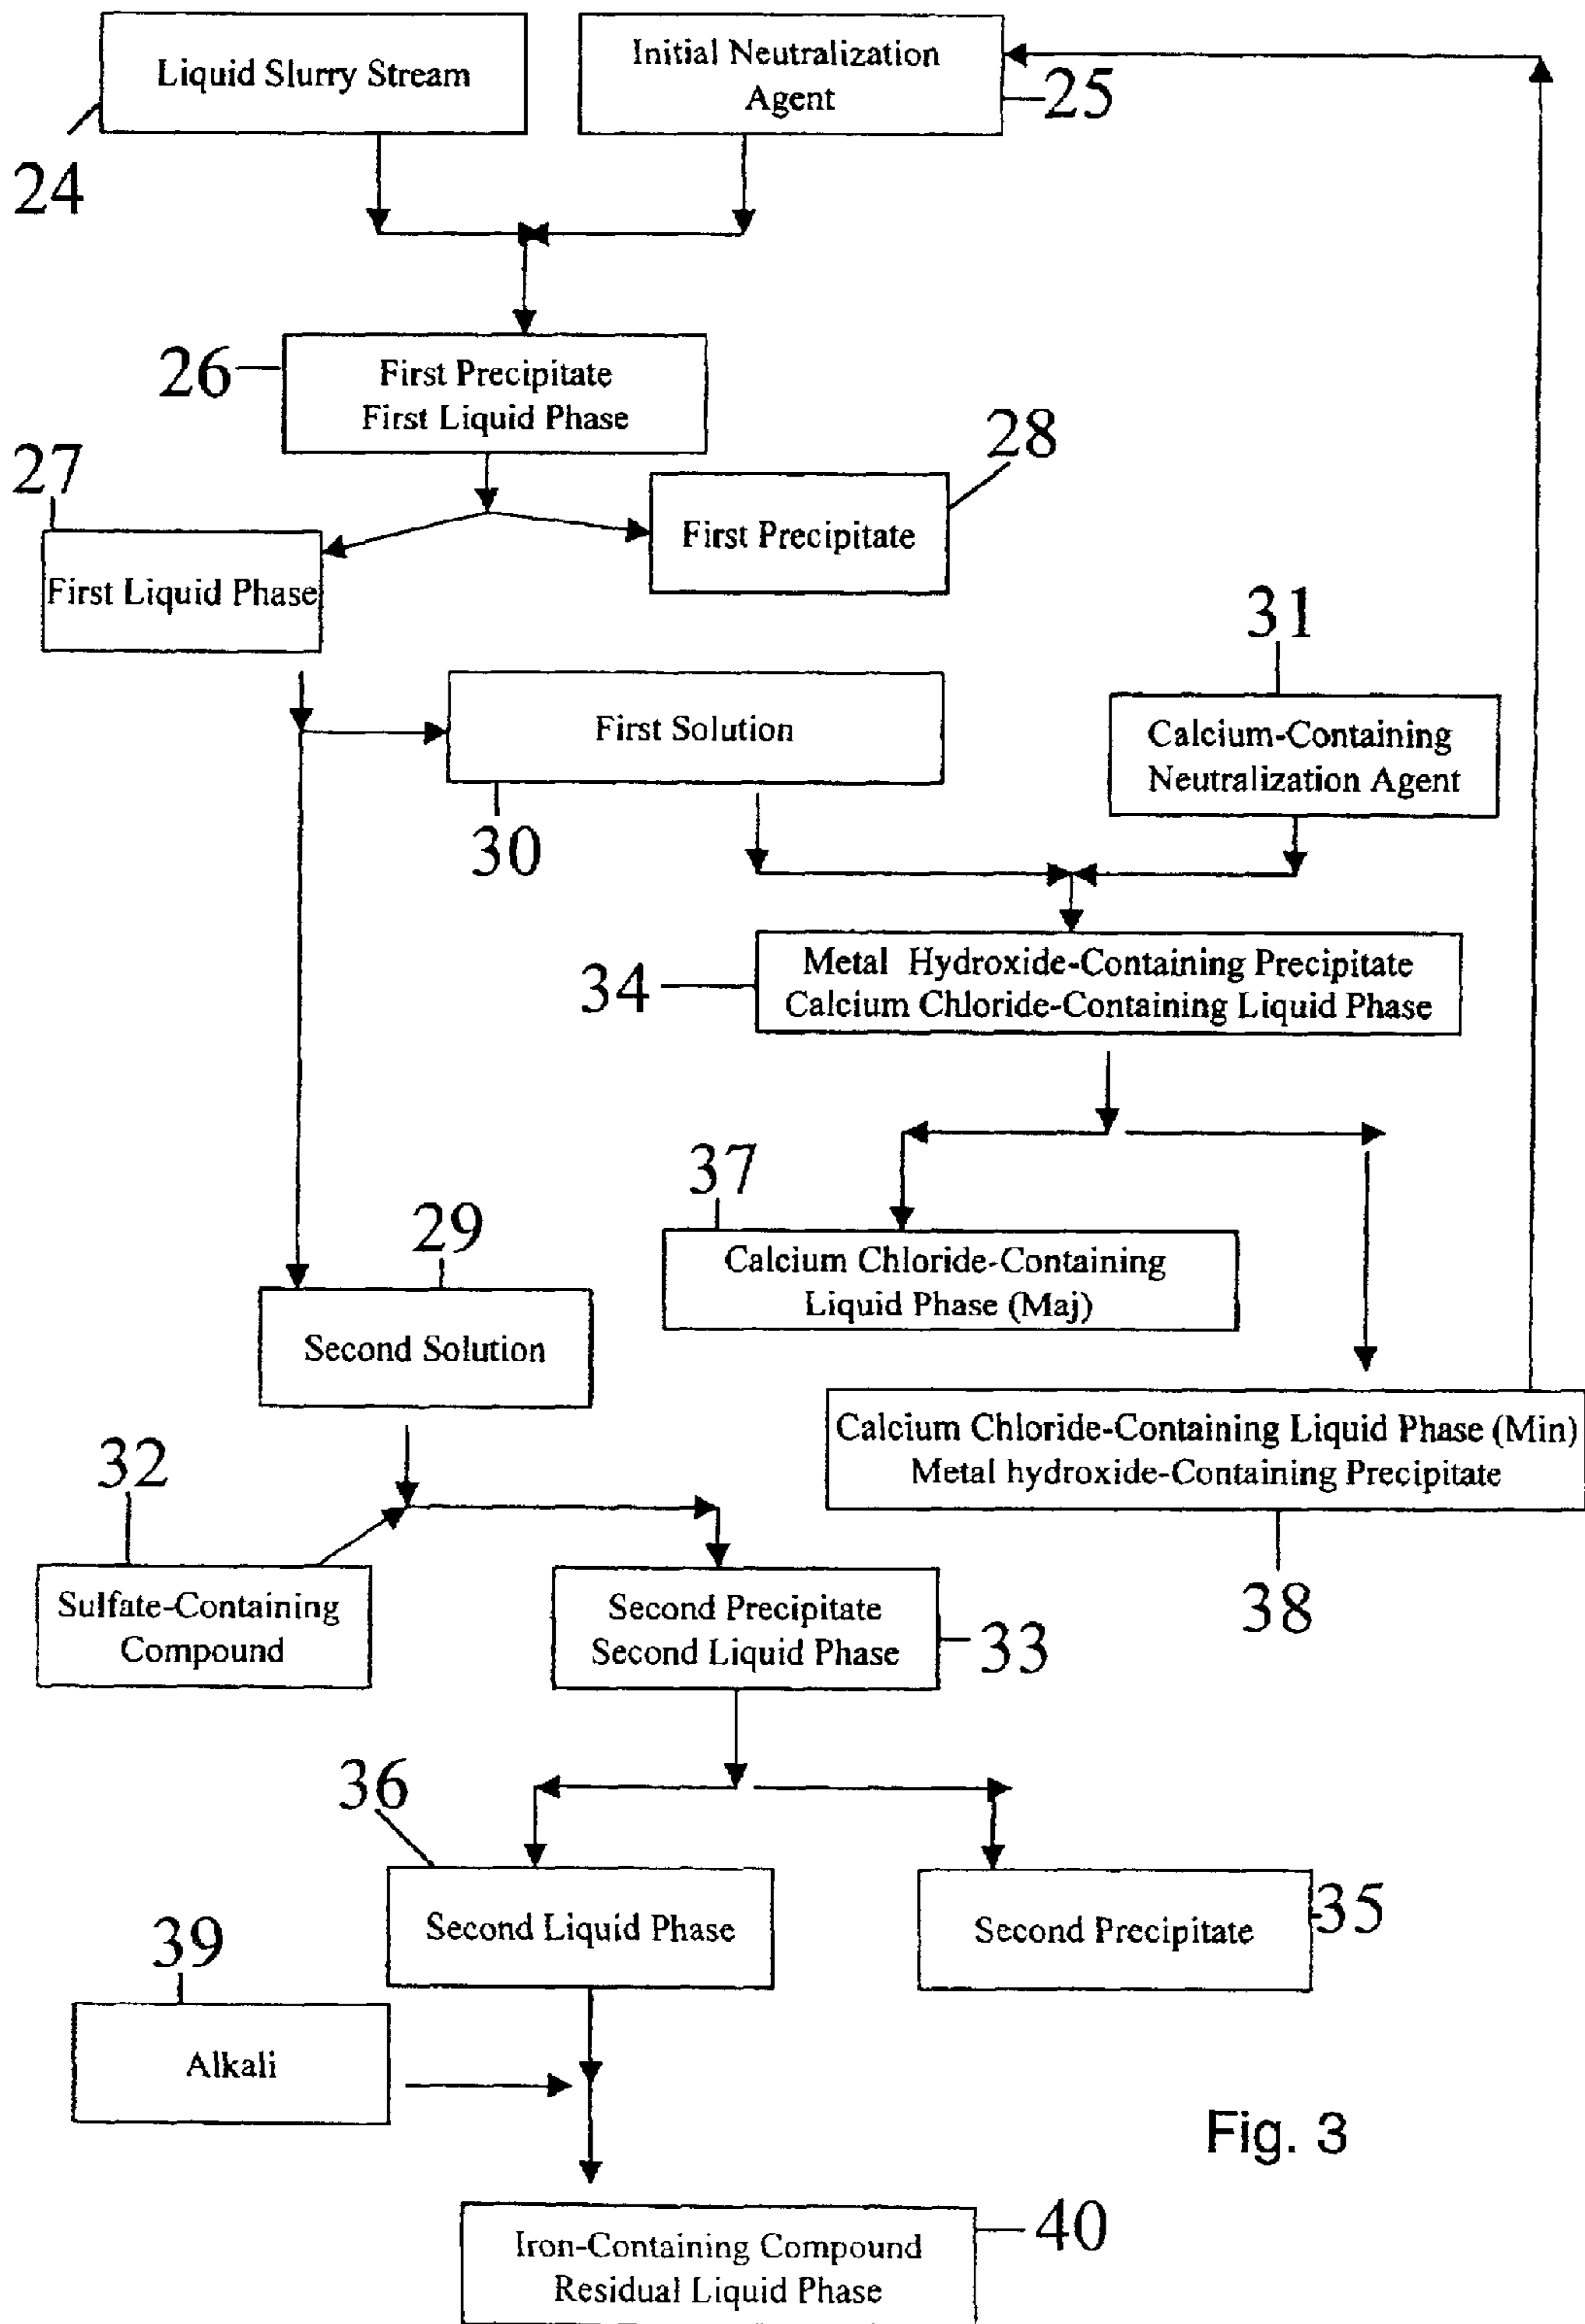 Liquid Slurry Stream
Initial Neutralization
Agent
25
24
26
First Precipitate
First Liquid Phase
28
27
First Precipitate
First Liquid Phase
31
First Solution
Calcium-Containing
Neutralization Agent
30
34
Metal Hydroxide-Containing Precipitate
Calcium Chloride-Containing Liquid Phase
37
29
Calcium Chloride-Containing
Liquid Phase (Maj)
Second Solution
Calcium Chloride-Containing Liquid Phase (Min)
Metal hydroxide-Containing Precipitate
32
38
Sulfate-Containing
Compound
Second Precipitate
Second Liquid Phase
33
36
Second Liquid Phase
Second Precipitate
35
39
Alkali
Fig. 3
40
Iron-Containing Compound
Residual Liquid Phase